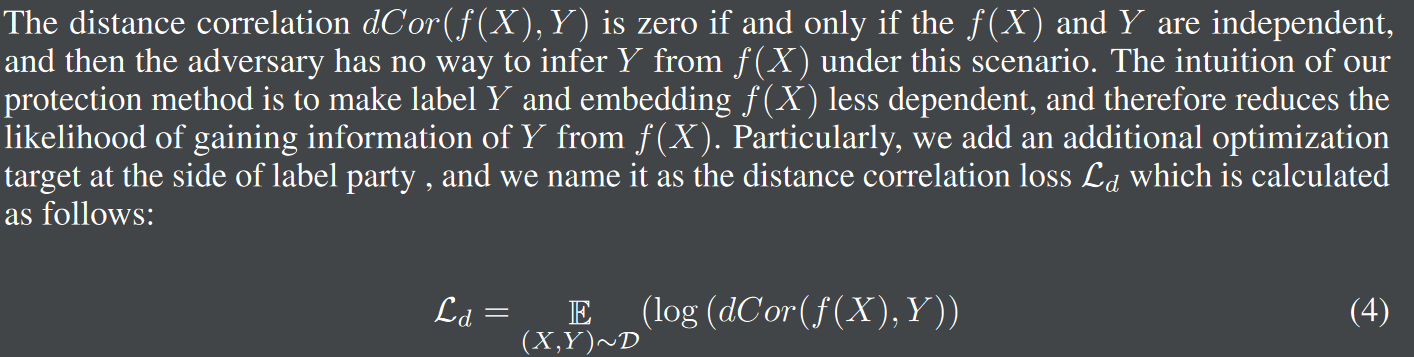 The distance correlation dCor(f(X), Y) is zero if and only if the f(X) and Y are independent,
and then the adversary has no way to infer Y from f(X) under this scenario. The intuition of our
protection method is to make label Y and embedding f(X) less dependent, and therefore reduces the
likelihood of gaining information of Y from f(X). Particularly, we add an additional optimization
target at the side of label party , and we name it as the distance correlation loss ℒd which is calculated
as follows:
ℒd = 𝔼(X,Y)∼𝒟 (log (dCor(f(X), Y)) (4)